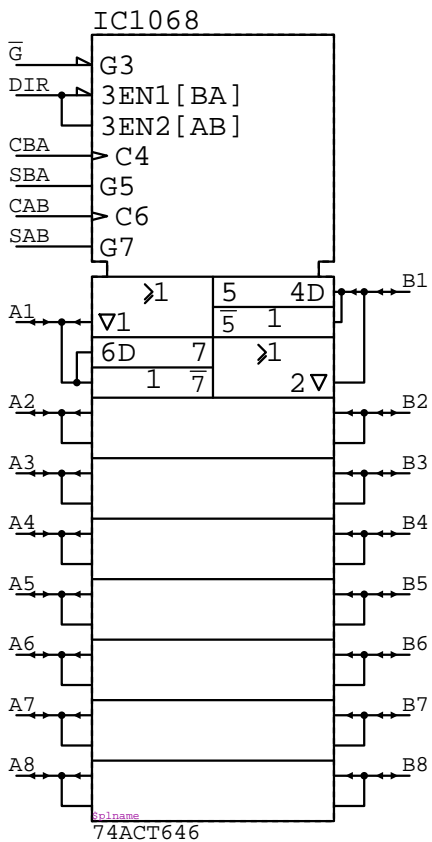 IC1068
G̅ G3
DIR 3EN1[BA]
3EN2[AB]
CBA C4
SBA G5
CAB C6
SAB G7
≥1 5 4D B1
A1 ▽1 5̅ 1
6D 7 ≥1
1 7̅ 2▽
A2 B2
A3 B3
A4 B4
A5 B5
A6 B6
A7 B7
A8 B8
$plname
74ACT646